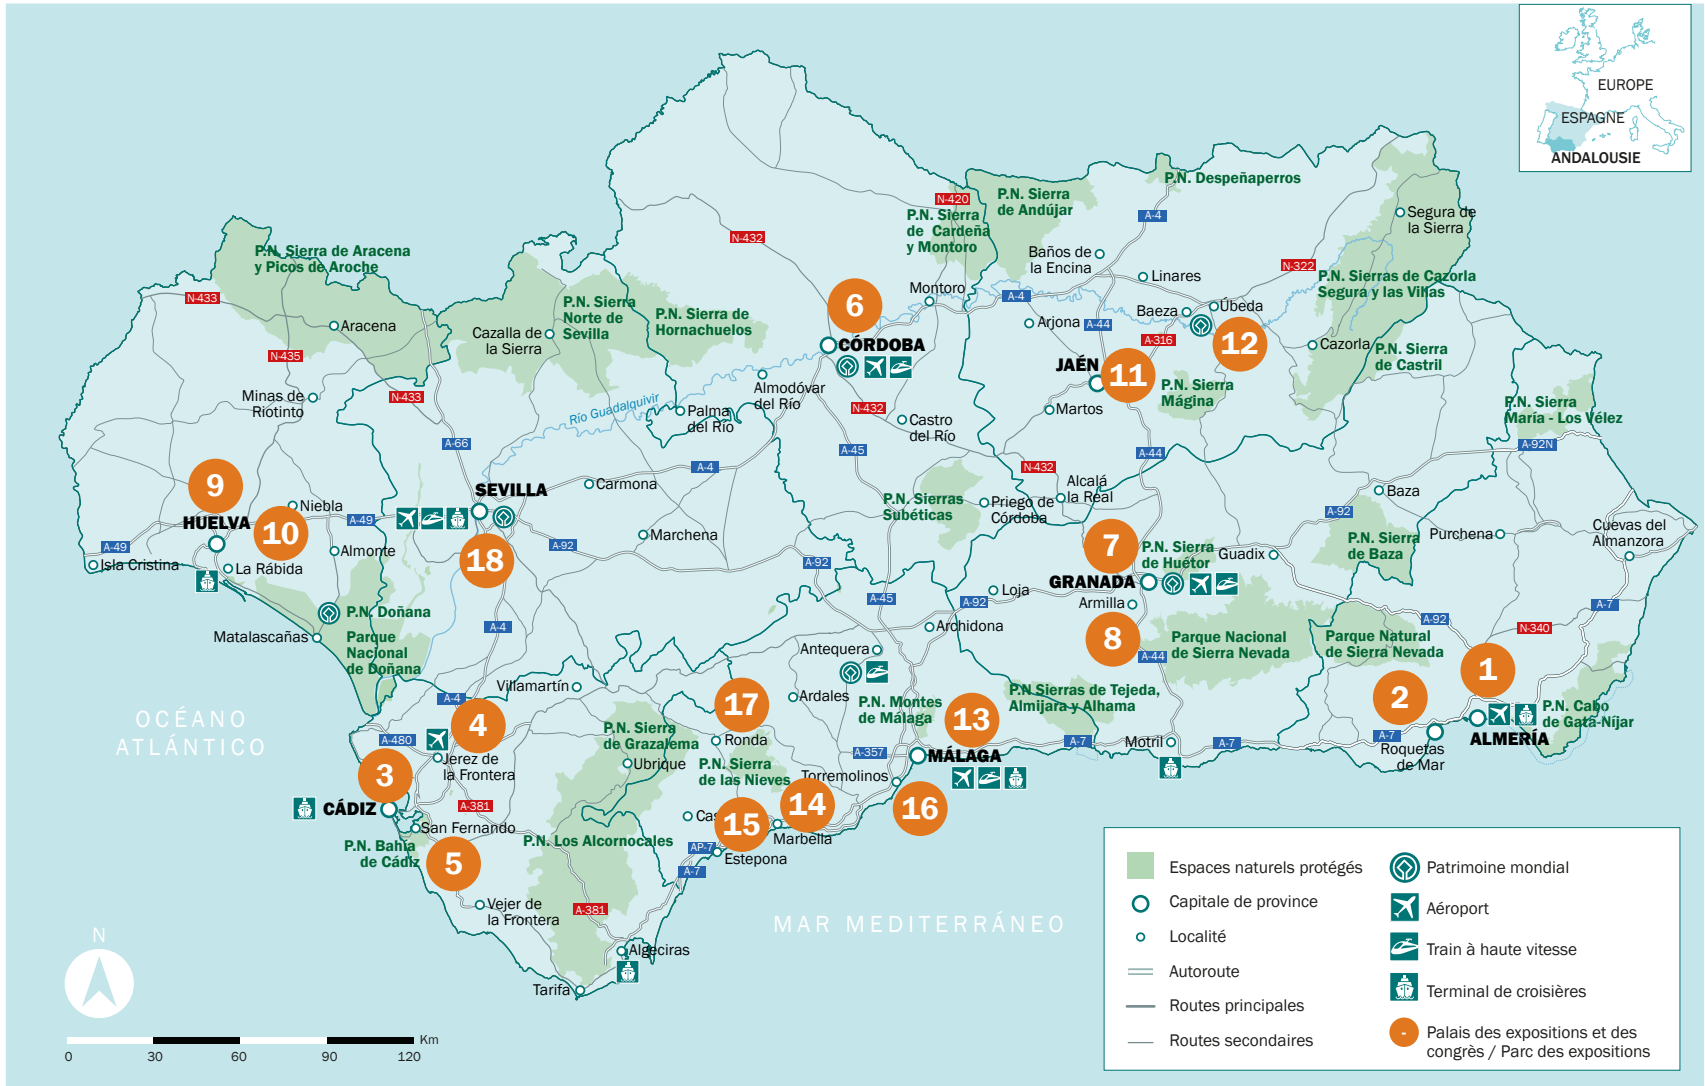 EUROPE
ESPAGNE
ANDALOUSIE
P.N. Despeñaperros
P.N. Sierra
de Andújar
N-420
P.N. Sierra
de Cardeña
y Montoro
A-4
Segura de
la Sierra
N-432
P.N. Sierra de Aracena
y Picos de Aroche
Baños de
la Encina
Linares
N-322
P.N. Sierras de Cazorla
Segura y las Villas
N-433
Aracena
P.N. Sierra
Norte de
Sevilla
Cazalla de
la Sierra
P.N. Sierra de
Hornachuelos
6
Montoro
A-4
Arjona
A-44
Baeza
Úbeda
A-316
12
Cazorla
P.N. Sierra
de Castril
CÓRDOBA
N-435
JAÉN
11
P.N. Sierra
Mágina
Minas de
Riotinto
N-433
Río Guadalquivir
Almodóvar
del Río
Palma
del Río
N-432
Castro
del Río
Martos
P.N. Sierra
María - Los Vélez
A-92N
A-66
A-4
A-45
A-44
N-432
Alcalá
la Real
9
HUELVA
Niebla
10
A-49
SEVILLA
Carmona
P.N. Sierras
Subéticas
Priego de
Córdoba
Baza
A-92
A-49
Isla Cristina
La Rábida
Almonte
18
A-92
Marchena
7
P.N. Sierra
de Huétor
Guadix
P.N. Sierra
de Baza
Purchena
Cuevas del
Almanzora
A-92
GRANADA
P.N. Doñana
Matalascañas
Parque
Nacional
de Doñana
A-4
A-45
A-92
Loja
Armilla
8
A-44
Parque Nacional
de Sierra Nevada
Parque Natural
de Sierra Nevada
A-92
A-7
N-340
Archidona
Antequera
Villamartín
A-4
Ardales
17
P.N. Montes
de Málaga
13
P.N Sierras de Tejeda,
Almijara y Alhama
2
1
P.N. Cabo
de Gata-Níjar
OCÉANO
ATLÁNTICO
A-480
4
Jerez de
la Frontera
P.N. Sierra
de Grazalema
Ubrique
Ronda
P.N. Sierra
de las Nieves
A-357
MÁLAGA
A-7
Motril
A-7
A-7
Roquetas
de Mar
ALMERÍA
3
CÁDIZ
A-381
Torremolinos
14
16
15
Marbella
San Fernando
P.N. Bahía
de Cádiz
5
P.N. Los Alcornocales
AP-7
Estepona
A-7
Vejer de
la Frontera
A-381
Algeciras
Tarifa
MAR MEDITERRÁNEO
N
0
30
60
90
120
Km
Espaces naturels protégés
Capitale de province
Localité
Autoroute
Routes principales
Routes secondaires
Patrimoine mondial
Aéroport
Train à haute vitesse
Terminal de croisières
-
Palais des expositions et des
congrès / Parc des expositions